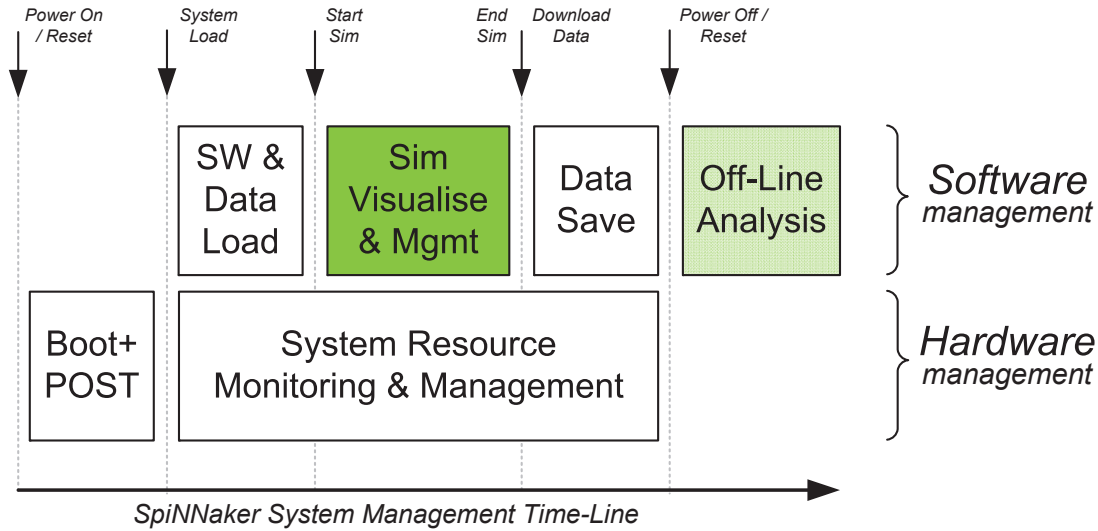 Power On
/ Reset
System
Load
Start
Sim
End
Sim
Download
Data
Power Off /
Reset
SW &
Data
Load
Sim
Visualise
& Mgmt
Data
Save
Off-Line
Analysis
Software
management
Boot+
POST
System Resource
Monitoring & Management
Hardware
management
SpiNNaker System Management Time-Line